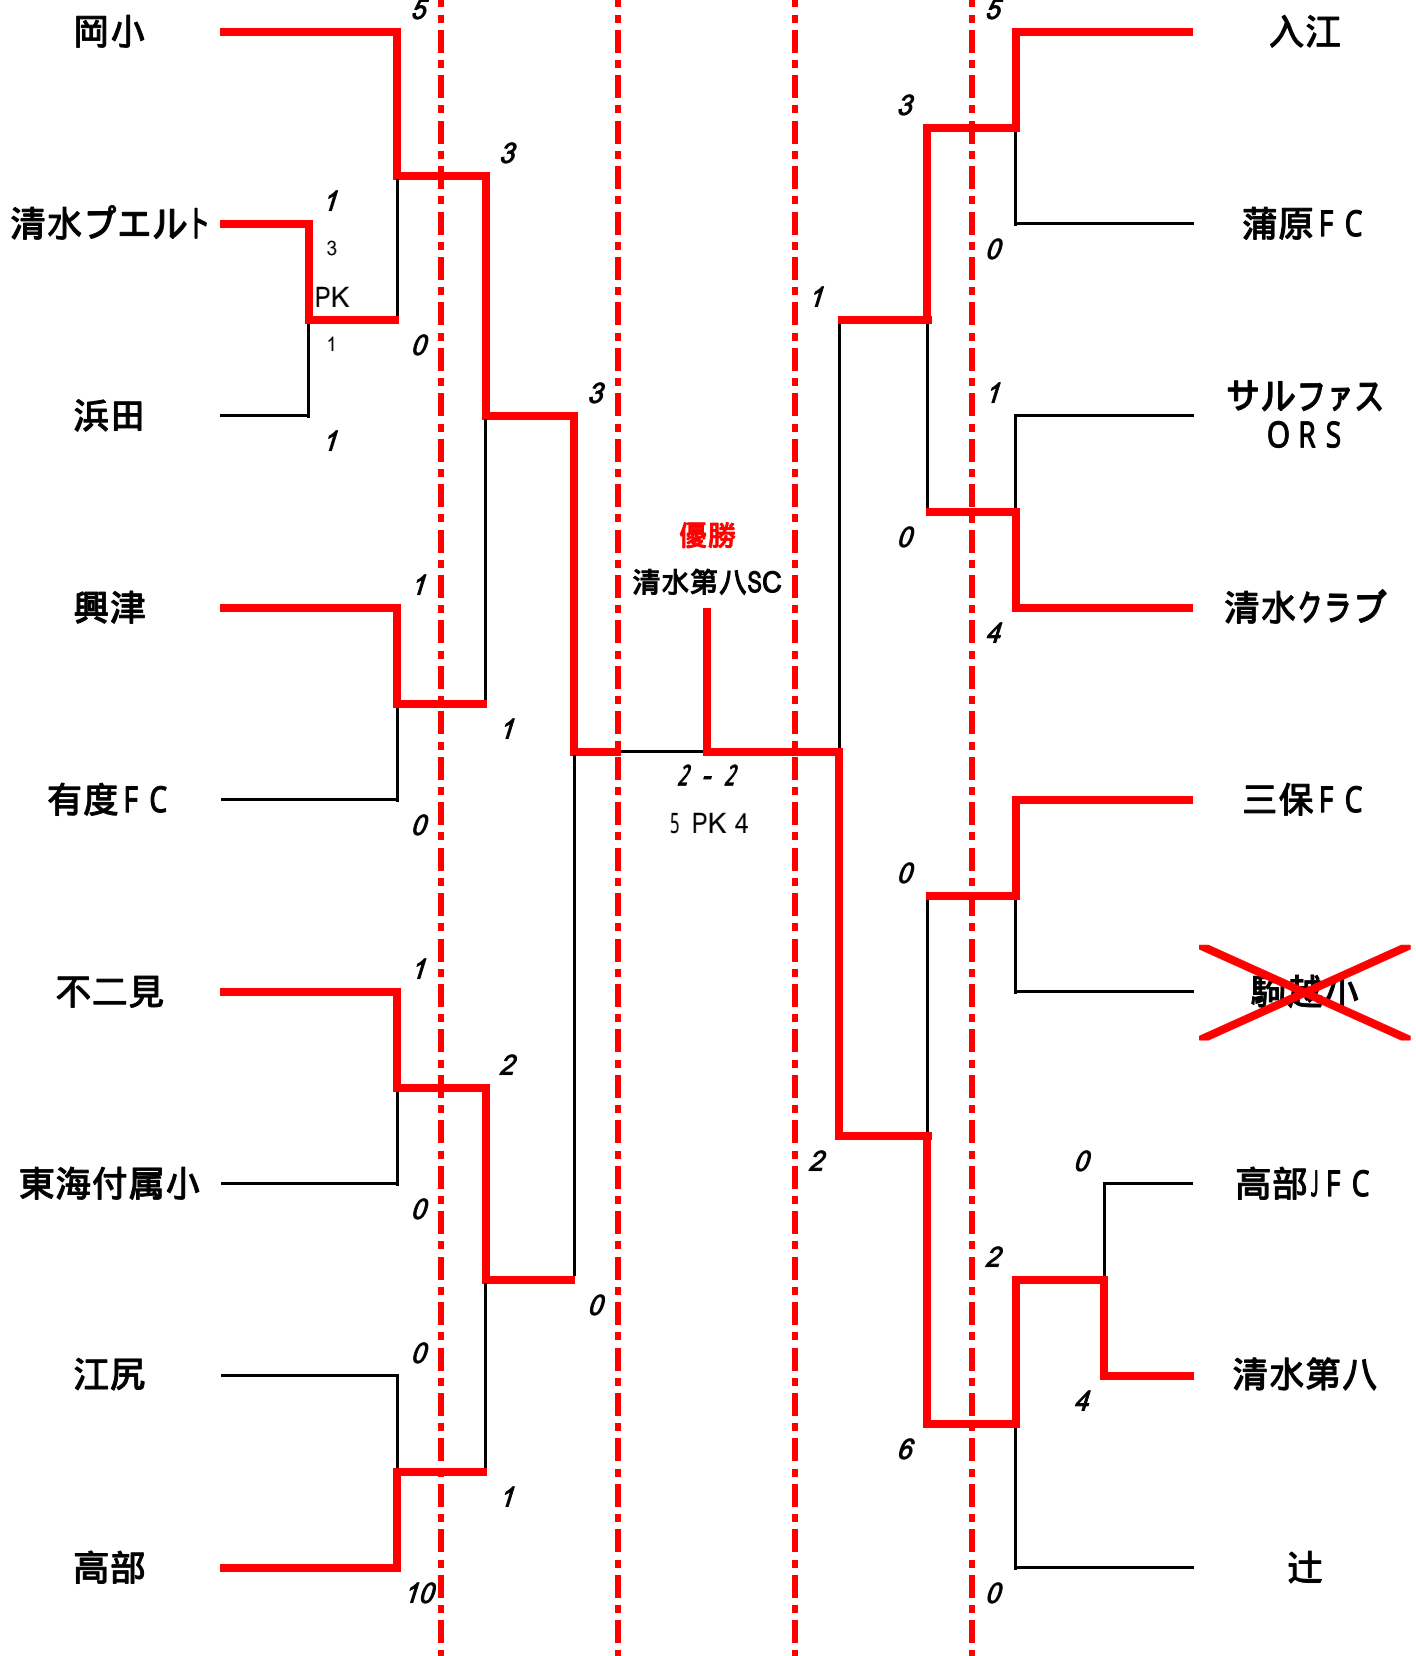 5
岡小
3
1
清水プエルト
3
PK
0
1
浜田
1
3
1
興津
1
有度ＦＣ
0
1
不二見
2
東海付属小
0
0
0
江尻
1
高部
10
優勝
清水第八SC
2 - 2
5 PK 4
5
入江
3
蒲原ＦＣ
0
1
1
サルファス
ＯＲＳ
0
清水クラブ
4
三保ＦＣ
0
駒越小
2
0
高部JＦＣ
2
清水第八
4
6
辻
0